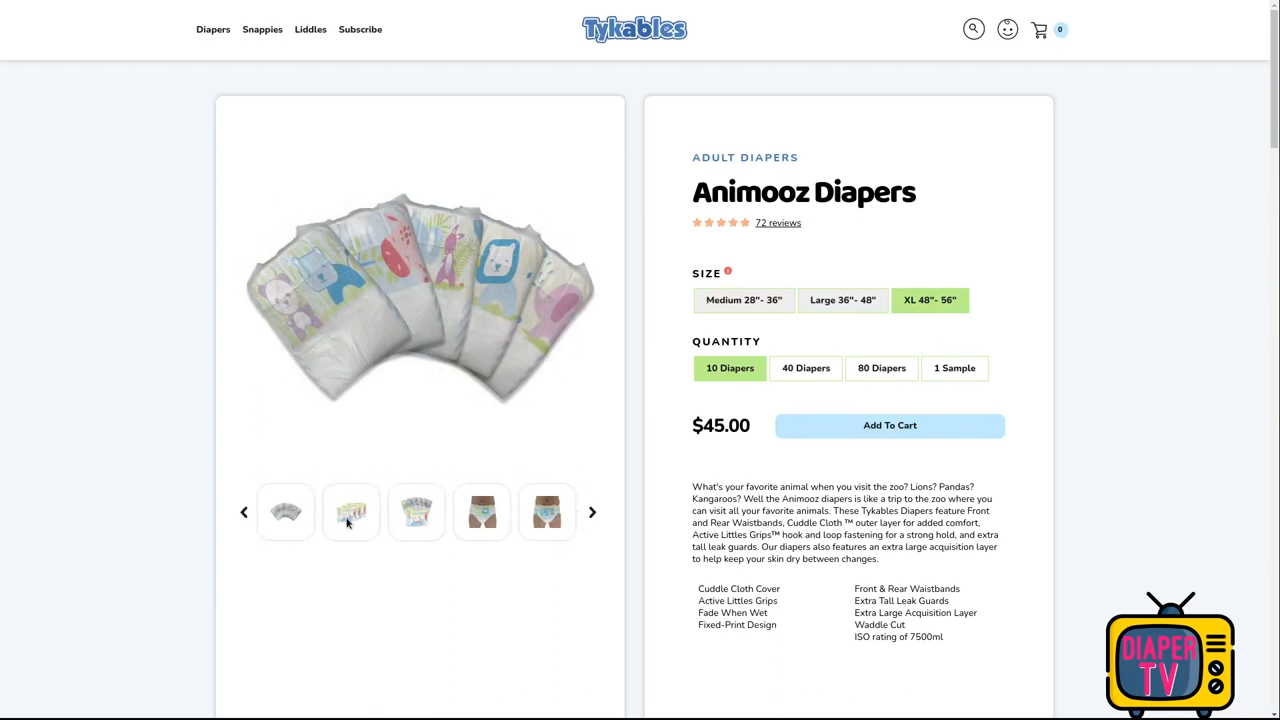 Diapers Snappies Liddles Subscribe
Tykables
0
ADULT DIAPERS
Animooz Diapers
72 reviews
SIZE
Medium 28"- 36" Large 36"- 48" XL 48"- 56"
QUANTITY
10 Diapers 40 Diapers 80 Diapers 1 Sample
$45.00 Add To Cart
What's your favorite animal when you visit the zoo? Lions? Pandas?
Kangaroos? Well the Animooz diapers is like a trip to the zoo where you
can visit all your favorite animals. These Tykables Diapers feature Front
and Rear Waistbands, Cuddle Cloth ™ outer layer for added comfort,
Active Littles Grips™ hook and loop fastening for a strong hold, and extra
tall leak guards. Our diapers also features an extra large acquisition layer
to help keep your skin dry between changes.
Cuddle Cloth Cover
Active Littles Grips
Fade When Wet
Fixed-Print Design
Front & Rear Waistbands
Extra Tall Leak Guards
Extra Large Acquisition Layer
Waddle Cut
ISO rating of 7500ml
DIAPER
TV